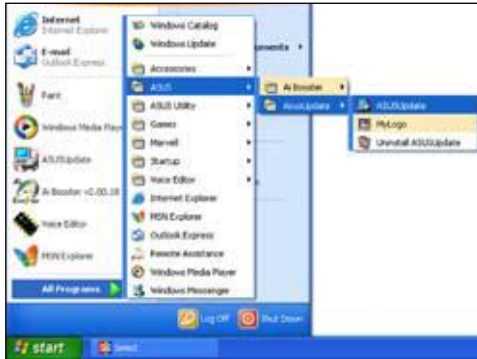 Internet
Internet Explorer
E-mail
Outlook Express
Paint
Windows Media Play
ASUSUpdate
Ai Booster v2.00.18
Voice Editor
MSN Explorer
All Programs
Windows Catalog
Windows Update
Accessories
ASUS
ASUS Utility
Games
Marvell
Startup
Voice Editor
Internet Explorer
MSN Explorer
Outlook Express
Remote Assistance
Windows Media Player
Windows Messenger
uments
Ai Booster
AsusUpdate
ASUSUpdate
MyLogo
Uninstall ASUSUpdate
Log Off
Shut Down
start